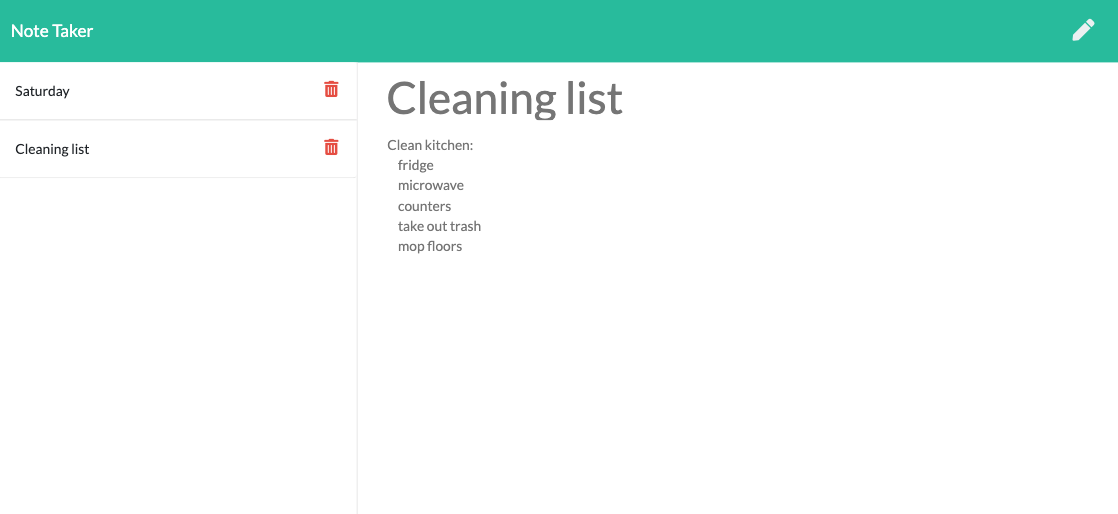 Note Taker
Saturday
Cleaning list
Cleaning list
Clean kitchen:
fridge
microwave
counters
take out trash
mop floors